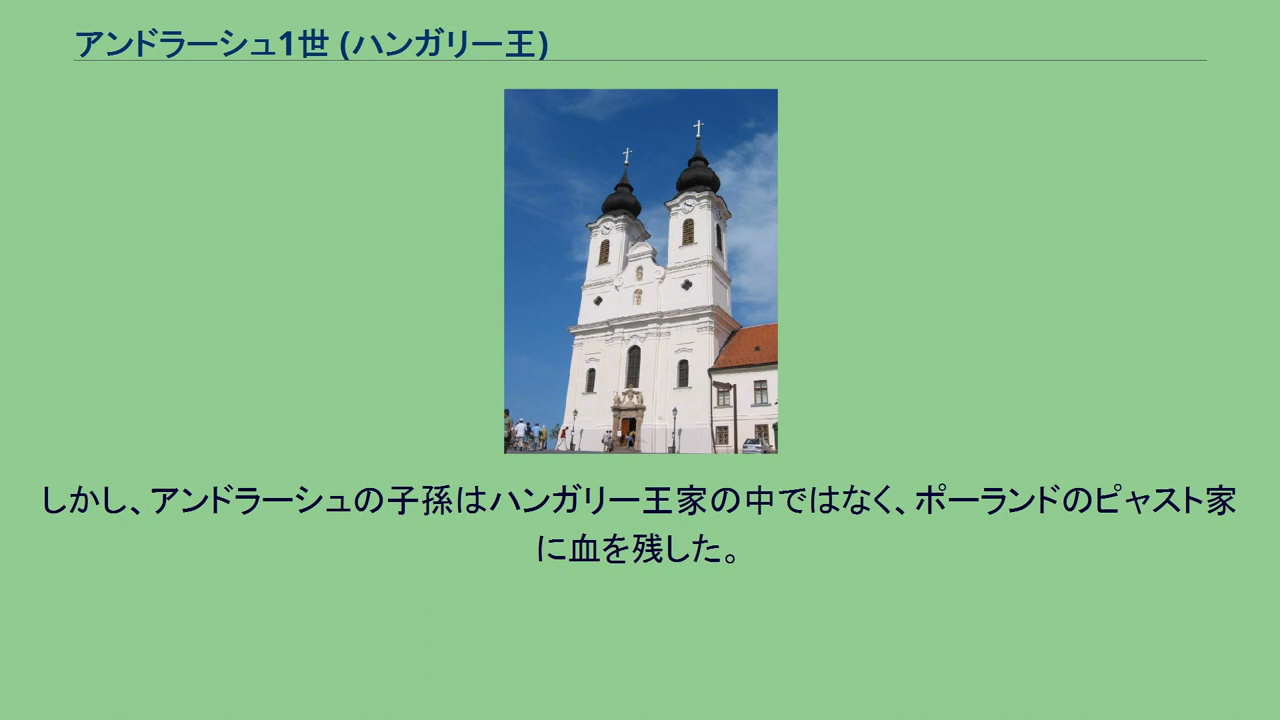 アンドラーシュ1世 (ハンガリー王)
しかし、アンドラーシュの子孫はハンガリー王家の中ではなく、ポーランドのピャスト家
に血を残した。